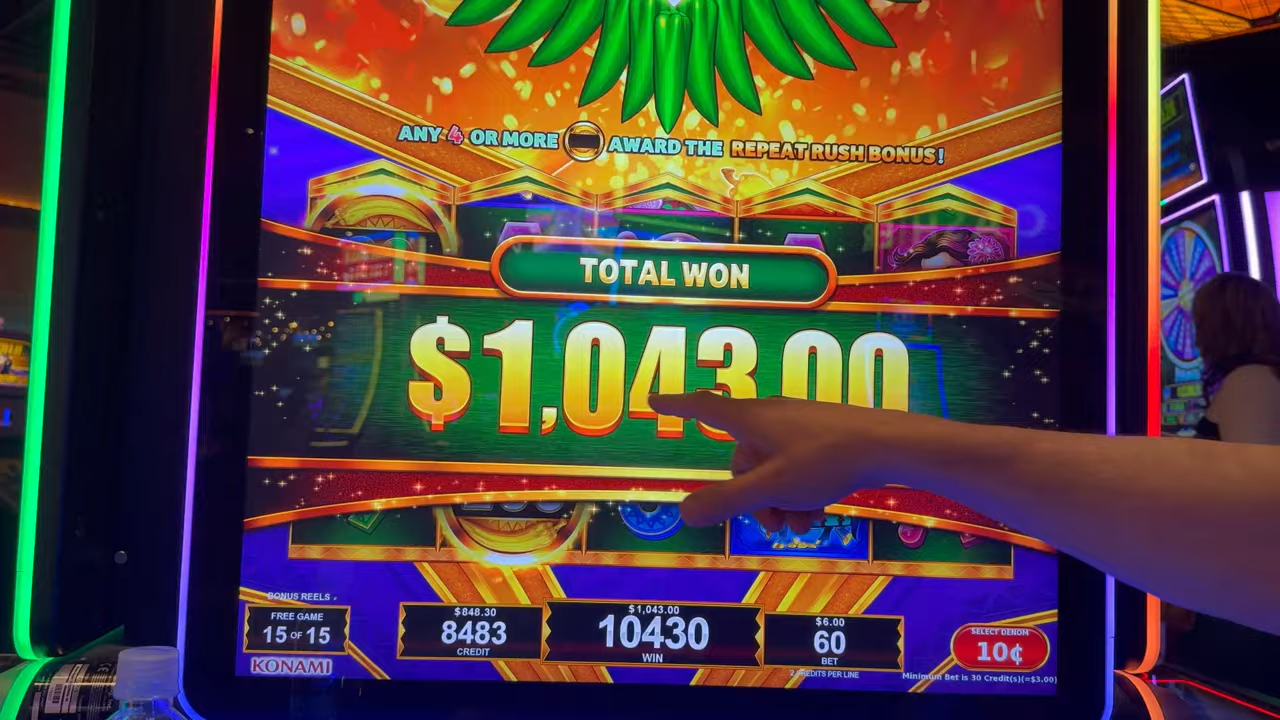 ANY 4 OR MORE AWARD THE REPEAT RUSH BONUS!
TOTAL WON
$1,043.00
BONUS REELS
FREE GAME
15 OF 15
KONAMI
$848.30
8483
CREDIT
$1,043.00
10430
WIN
$6.00
60
BET
2 CREDITS PER LINE
SELECT DENOM
10¢
Minimum Bet is 30 Credit(s)(=$3.00)